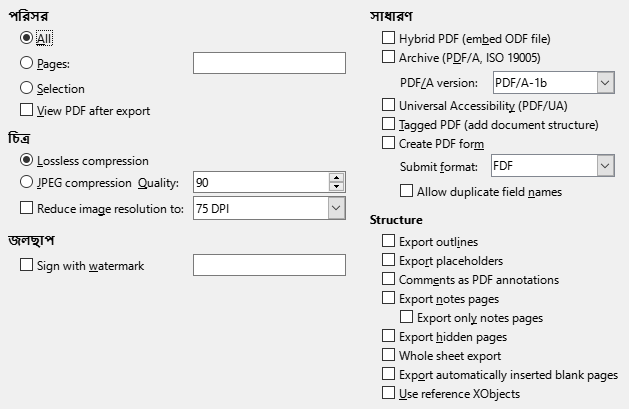 পরিসর
All
Pages:
Selection
View PDF after export
চিত্র
Lossless compression
JPEG compression Quality: 90
Reduce image resolution to: 75 DPI
জলছাপ
Sign with watermark
সাধারণ
Hybrid PDF (embed ODF file)
Archive (PDF/A, ISO 19005)
PDF/A version: PDF/A-1b
Universal Accessibility (PDF/UA)
Tagged PDF (add document structure)
Create PDF form
Submit format: FDF
Allow duplicate field names
Structure
Export outlines
Export placeholders
Comments as PDF annotations
Export notes pages
Export only notes pages
Export hidden pages
Whole sheet export
Export automatically inserted blank pages
Use reference XObjects